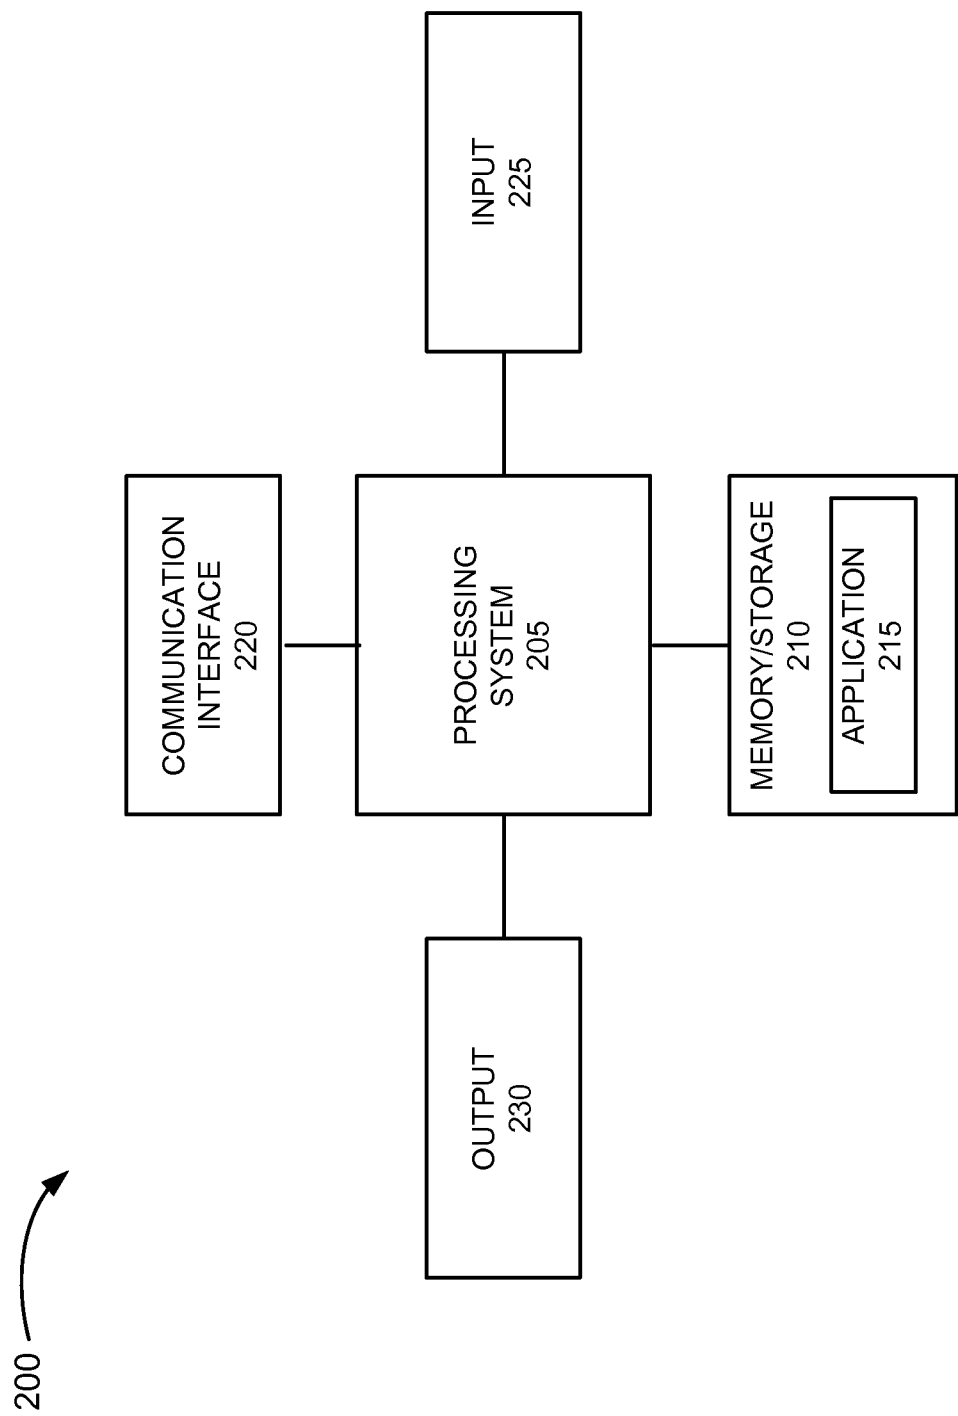 200
COMMUNICATION
INTERFACE
220
OUTPUT
230
PROCESSING
SYSTEM
205
INPUT
225
MEMORY/STORAGE
210
APPLICATION
215